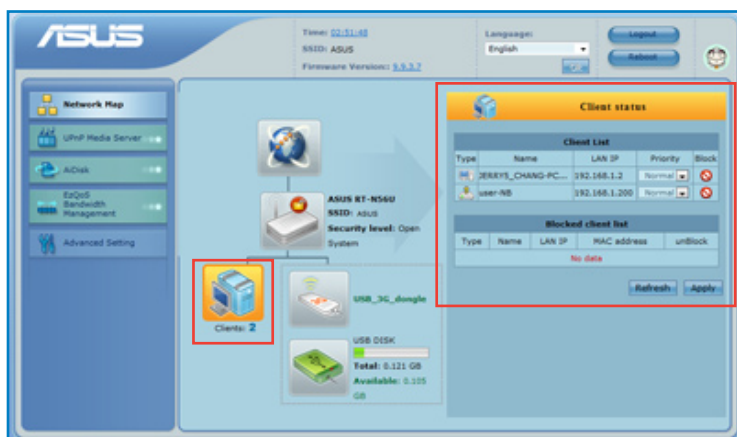 ASUS
Time: 02:51:48
SSID: ASUS
Firmware Version: 9.9.3.7
Language:
English
Logout
Reboot
Network Map
UPnP Media Server
AiDisk
EzQoS
Bandwidth
Management
Advanced Setting
ASUS RT-N56U
SSID: ASUS
Security level: Open
System
Clients: 2
USB_3G_dongle
USB DISK
Total: 0.121 GB
Available: 0.105
GB
Client status
Client List
Type Name LAN IP Priority Block
JERRYS_CHANG-PC... 192.168.1.2 Normal
user-NB 192.168.1.200 Normal
Blocked client list
Type Name LAN IP MAC address unBlock
No data
Refresh Apply